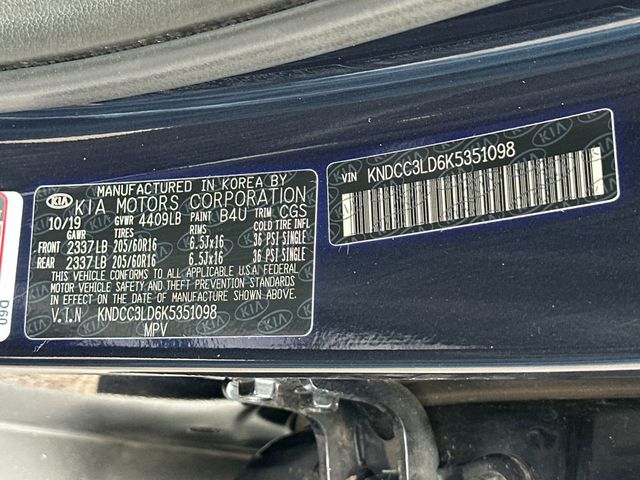 KIA
MANUFACTURED IN KOREA BY
KIA MOTORS CORPORATION
10/19 GVWR 4409LB PAINT B4U TRIM CGS
GAWR TIRES RIMS COLD TIRE INFL
FRONT 2337LB 205/60R16 6.5JX16 36 PSI SINGLE
REAR 2337LB 205/60R16 6.5JX16 36 PSI SINGLE
THIS VEHICLE CONFORMS TO ALL APPLICABLE U.S.A. FEDERAL
MOTOR VEHICLE SAFETY AND THEFT PREVENTION STANDARDS
IN EFFECT ON THE DATE OF MANUFACTURE SHOWN ABOVE.
V.I.N KNDCC3LD6K5351098
MPV
VIN KNDCC3LD6K5351098
D60